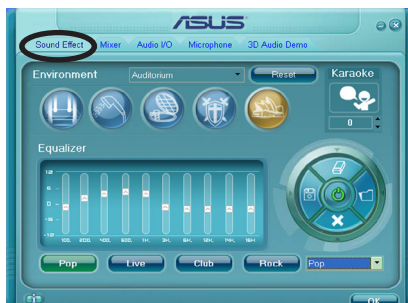 ASUS
Sound Effect Mixer Audio I/O Microphone 3D Audio Demo
Environment Auditorium Reset Karaoke
0
Equalizer
Pop Live Club Rock Pop
OK